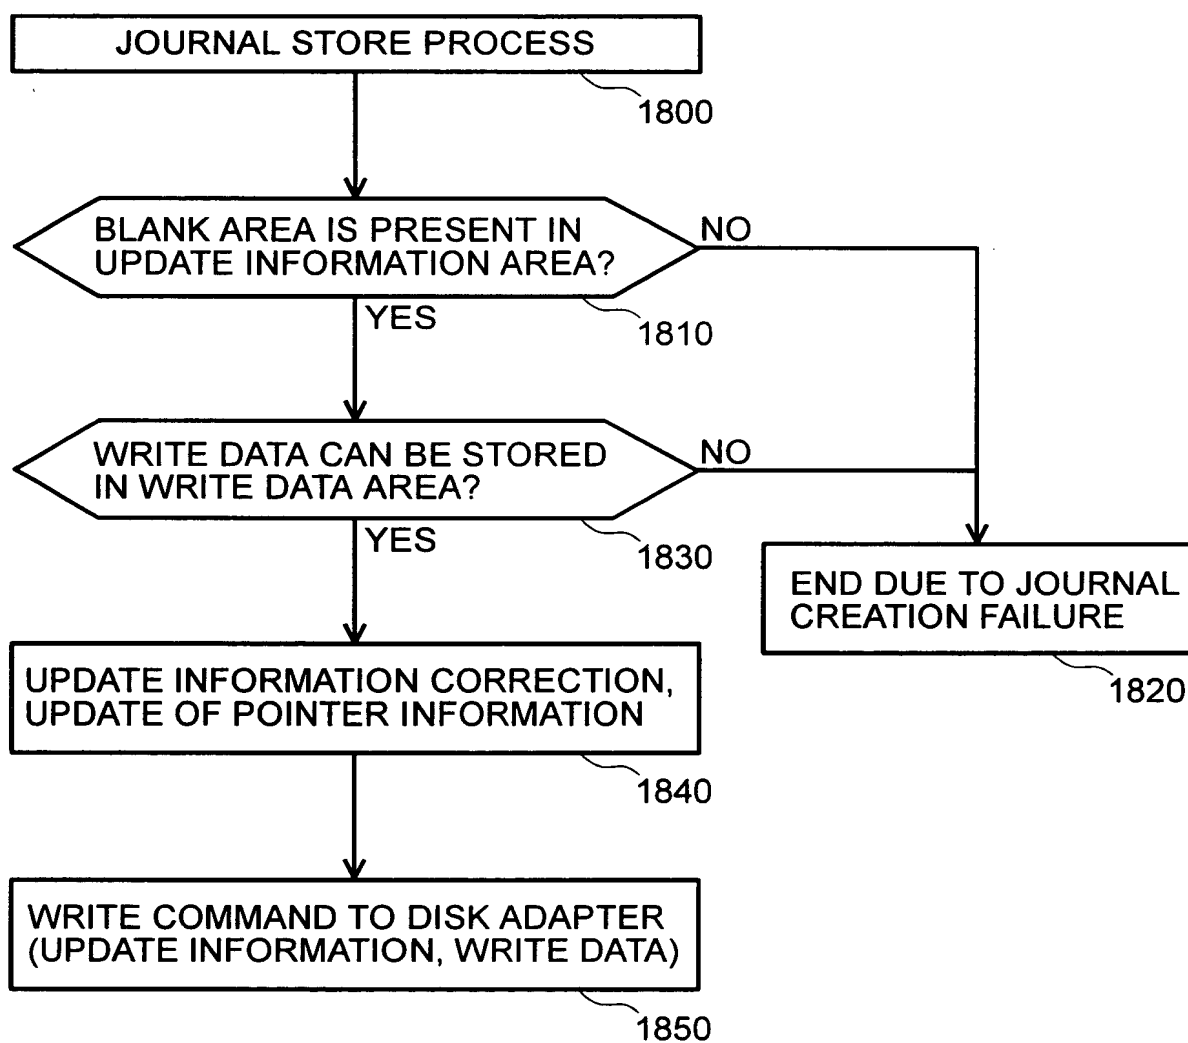 JOURNAL STORE PROCESS
1800
BLANK AREA IS PRESENT IN
UPDATE INFORMATION AREA?
NO
YES
1810
WRITE DATA CAN BE STORED
IN WRITE DATA AREA?
NO
YES
1830
END DUE TO JOURNAL
CREATION FAILURE
1820
UPDATE INFORMATION CORRECTION,
UPDATE OF POINTER INFORMATION
1840
WRITE COMMAND TO DISK ADAPTER
(UPDATE INFORMATION, WRITE DATA)
1850